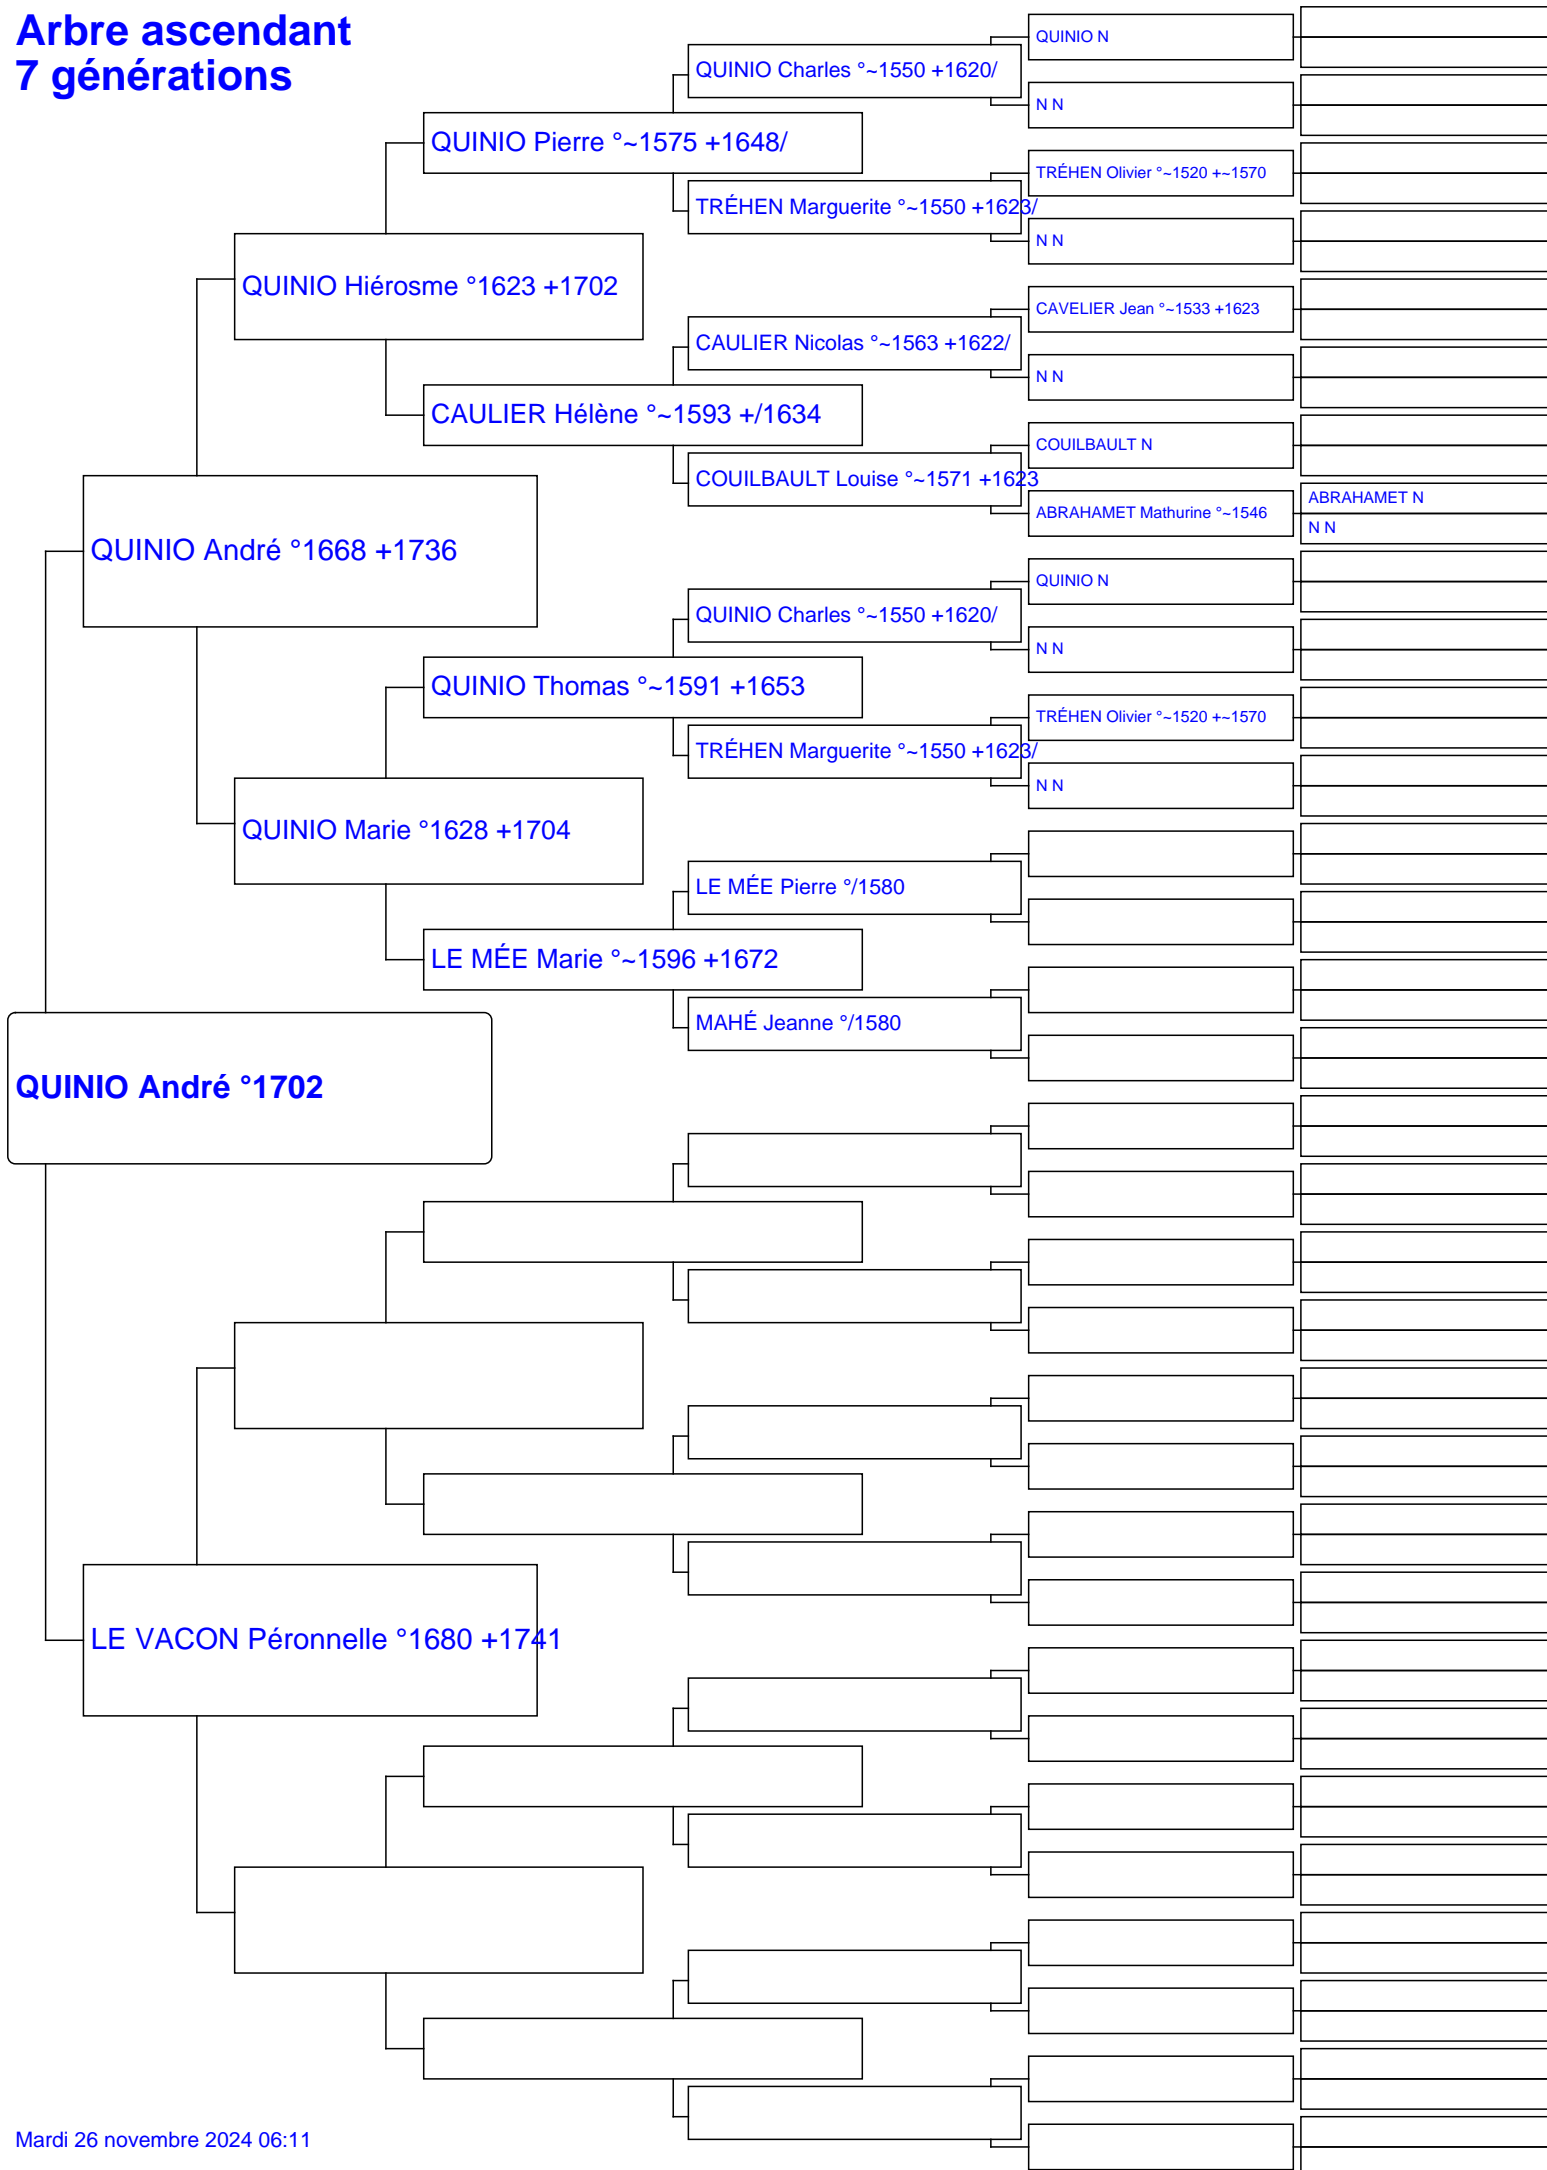 Arbre ascendant
7 générations
QUINIO N
QUINIO Charles °~1550 +1620/
N N
QUINIO Pierre °~1575 +1648/
TRÉHEN Olivier °~1520 +~1570
TRÉHEN Marguerite °~1550 +1623/
N N
QUINIO Hiérosme °1623 +1702
CAVELIER Jean °~1533 +1623
CAULIER Nicolas °~1563 +1622/
N N
CAULIER Hélène °~1593 +/1634
COUILBAULT N
COUILBAULT Louise °~1571 +1623
ABRAHAMET N
ABRAHAMET Mathurine °~1546
N N
QUINIO André °1668 +1736
QUINIO N
QUINIO Charles °~1550 +1620/
N N
QUINIO Thomas °~1591 +1653
TRÉHEN Olivier °~1520 +~1570
TRÉHEN Marguerite °~1550 +1623/
N N
QUINIO Marie °1628 +1704
LE MÉE Pierre °/1580
LE MÉE Marie °~1596 +1672
MAHÉ Jeanne °/1580
QUINIO André °1702
LE VACON Péronnelle °1680 +1741
Mardi 26 novembre 2024 06:11